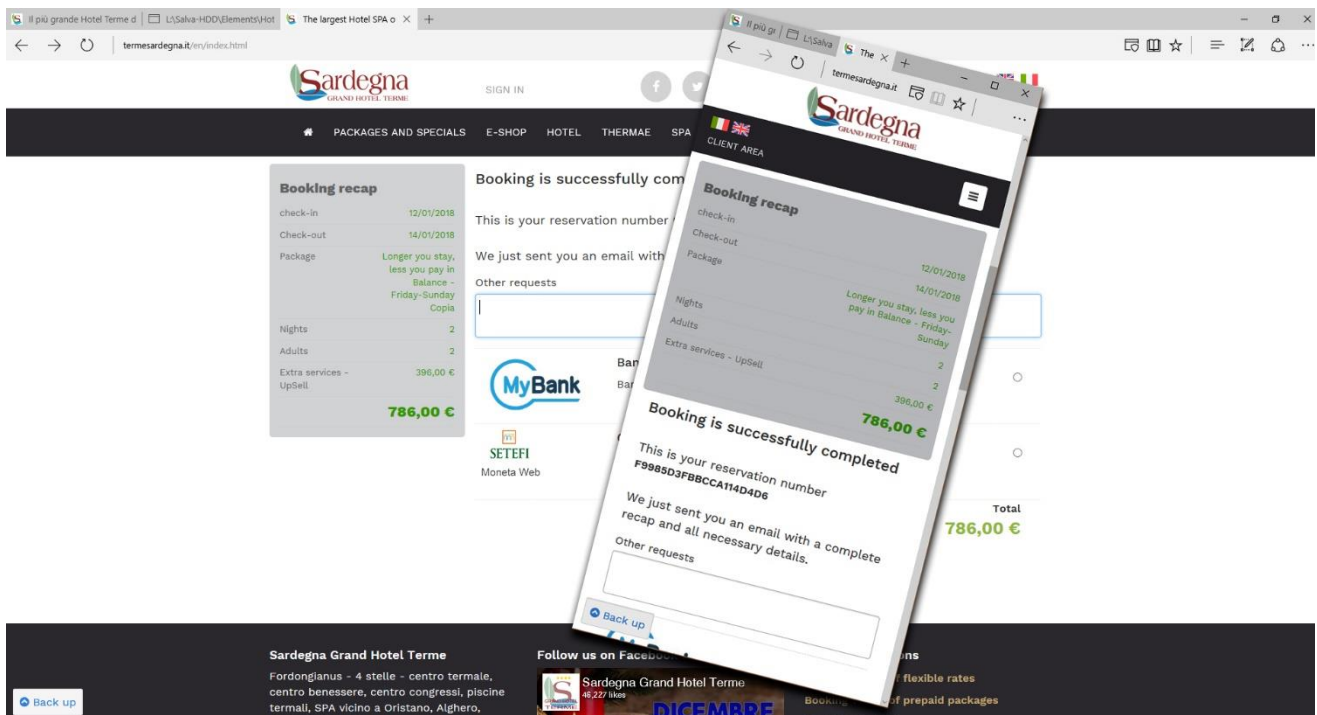 Il più grande Hotel Terme d
L:\Salva-HDD\Elements\Hot
The largest Hotel SPA o
termesardegna.it/en/index.html
Sardegna
GRAND HOTEL TERME
SIGN IN
PACKAGES AND SPECIALS E-SHOP HOTEL THERMAE SPA
Booking recap
check-in 12/01/2018
Check-out 14/01/2018
Package Longer you stay,
less you pay in
Balance -
Friday-Sunday
Copia
Nights 2
Adults 2
Extra services - 396,00 €
UpSell
786,00 €
Booking is successfully com
This is your reservation number
We just sent you an email with
Other requests
MyBank
SETEFI
Moneta Web
Total
786,00 €
Sardegna Grand Hotel Terme
Fordongianus - 4 stelle - centro termale,
centro benessere, centro congressi, piscine
termali, SPA vicino a Oristano, Alghero,
Follow us on Facebook
Sardegna Grand Hotel Terme
46,227 likes
DICEMBRE
flexible rates
Booking of prepaid packages
Back up
Il più gr
L:\Salva
The
termesardegna.it
Sardegna
GRAND HOTEL TERME
CLIENT AREA
Booking recap
check-in 12/01/2018
Check-out 14/01/2018
Package Longer you stay, less you
pay in Balance - Friday-
Sunday
Nights 2
Adults 2
Extra services - UpSell 396,00 €
786,00 €
Booking is successfully completed
This is your reservation number
F9985D3FBBCCA114D4D6
We just sent you an email with a complete
recap and all necessary details.
Other requests
Back up